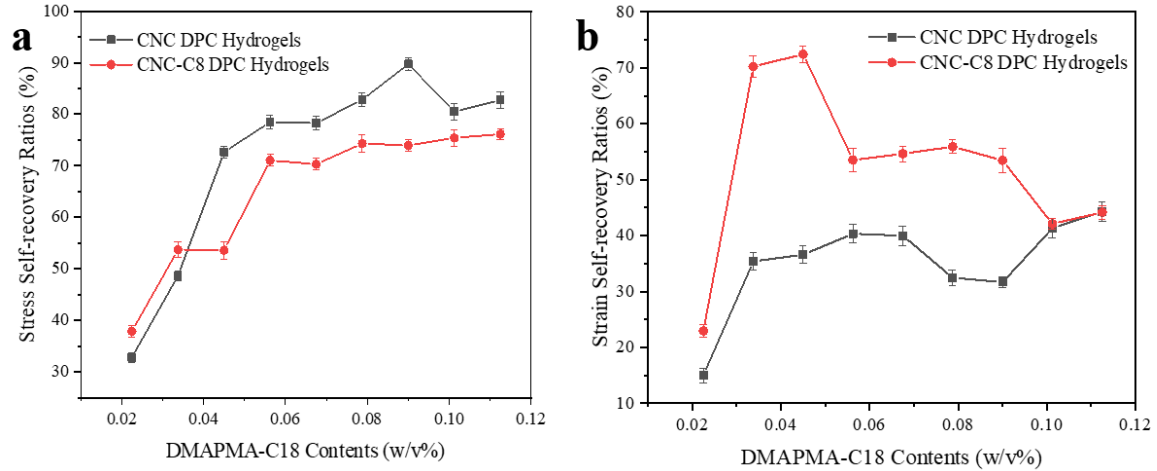 a
CNC DPC Hydrogels
CNC-C8 DPC Hydrogels
Stress Self-recovery Ratios (%)
100
90
80
70
60
50
40
30
0.02
0.04
0.06
0.08
0.10
0.12
DMAPMA-C18 Contents (w/v%)
b
CNC DPC Hydrogels
CNC-C8 DPC Hydrogels
Strain Self-recovery Ratios (%)
80
70
60
50
40
30
20
10
0.02
0.04
0.06
0.08
0.10
0.12
DMAPMA-C18 Contents (w/v%)